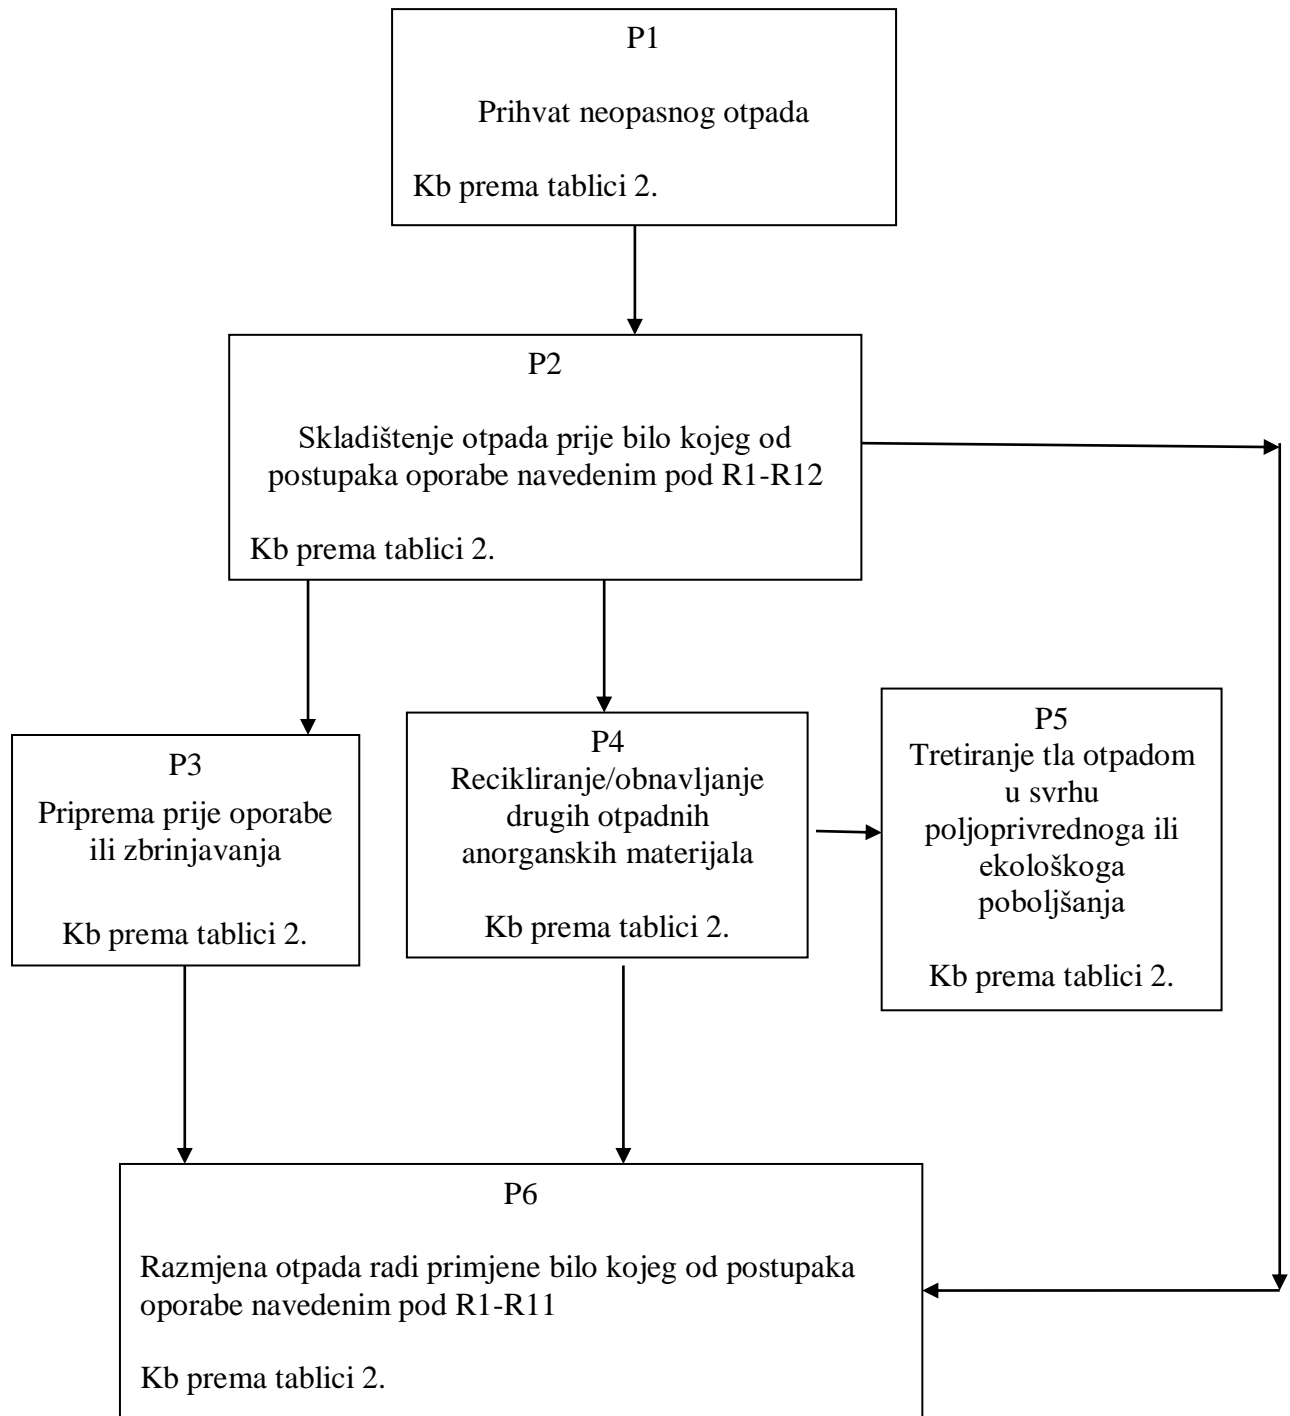 P1
Prihvat neopasnog otpada
Kb prema tablici 2.
P2
Skladištenje otpada prije bilo kojeg od
postupaka oporabe navedenim pod R1-R12
Kb prema tablici 2.
P3
Priprema prije oporabe
ili zbrinjavanja
Kb prema tablici 2.
P4
Recikliranje/obnavljanje
drugih otpadnih
anorganskih materijala
Kb prema tablici 2.
P5
Tretiranje tla otpadom
u svrhu
poljoprivrednoga ili
ekološkoga
poboljšanja
Kb prema tablici 2.
P6
Razmjena otpada radi primjene bilo kojeg od postupaka
oporabe navedenim pod R1-R11
Kb prema tablici 2.